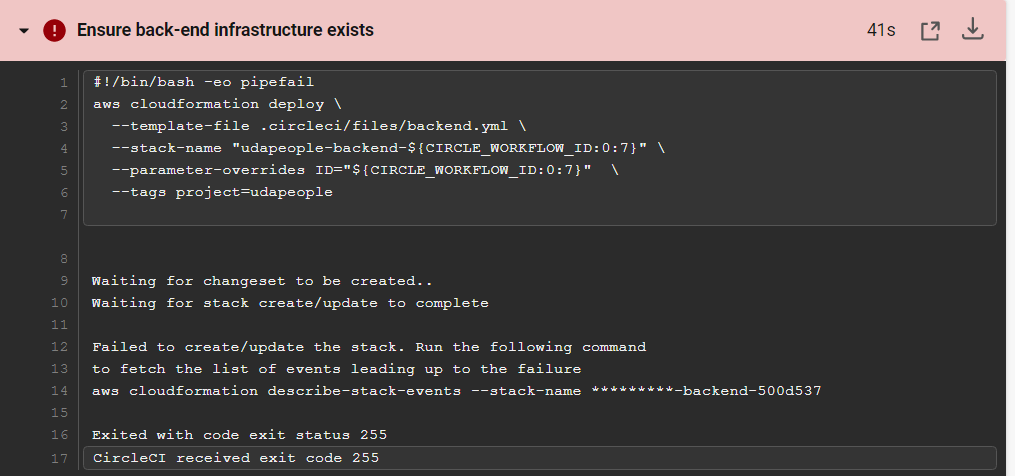 Ensure back-end infrastructure exists 41s
1 #!/bin/bash -eo pipefail
2 aws cloudformation deploy \
3 --template-file .circleci/files/backend.yml \
4 --stack-name "udapeople-backend-${CIRCLE_WORKFLOW_ID:0:7}" \
5 --parameter-overrides ID="${CIRCLE_WORKFLOW_ID:0:7}"  \
6 --tags project=udapeople
7
8
9 Waiting for changeset to be created..
10 Waiting for stack create/update to complete
11
12 Failed to create/update the stack. Run the following command
13 to fetch the list of events leading up to the failure
14 aws cloudformation describe-stack-events --stack-name *********-backend-500d537
15
16 Exited with code exit status 255
17 CircleCI received exit code 255